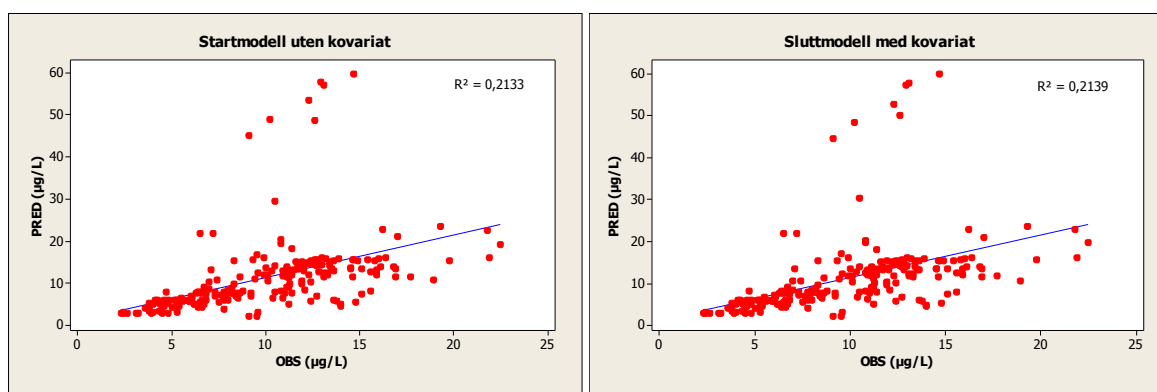 Startmodell uten kovariat
R² = 0,2133
PRED (µg/L)
60
50
40
30
20
10
0
0 5 10 15 20 25
OBS (µg/L)
Sluttmodell med kovariat
R² = 0,2139
PRED (µg/L)
60
50
40
30
20
10
0
0 5 10 15 20 25
OBS (µg/L)